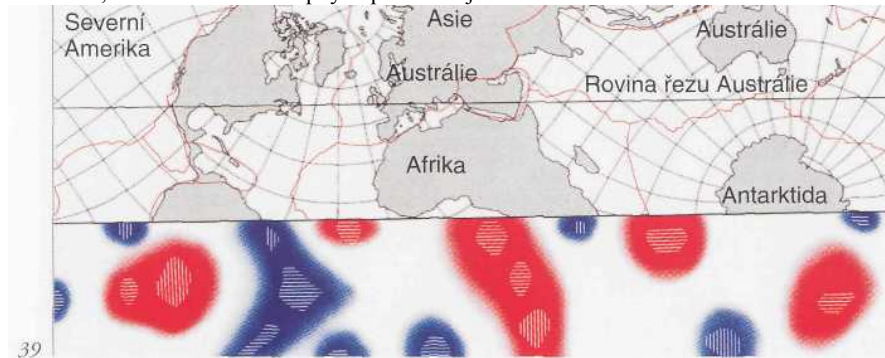 Severní
Amerika
Asie
Austrálie
Austrálie
Rovina řezu Austrálie
Afrika
Antarktida
39